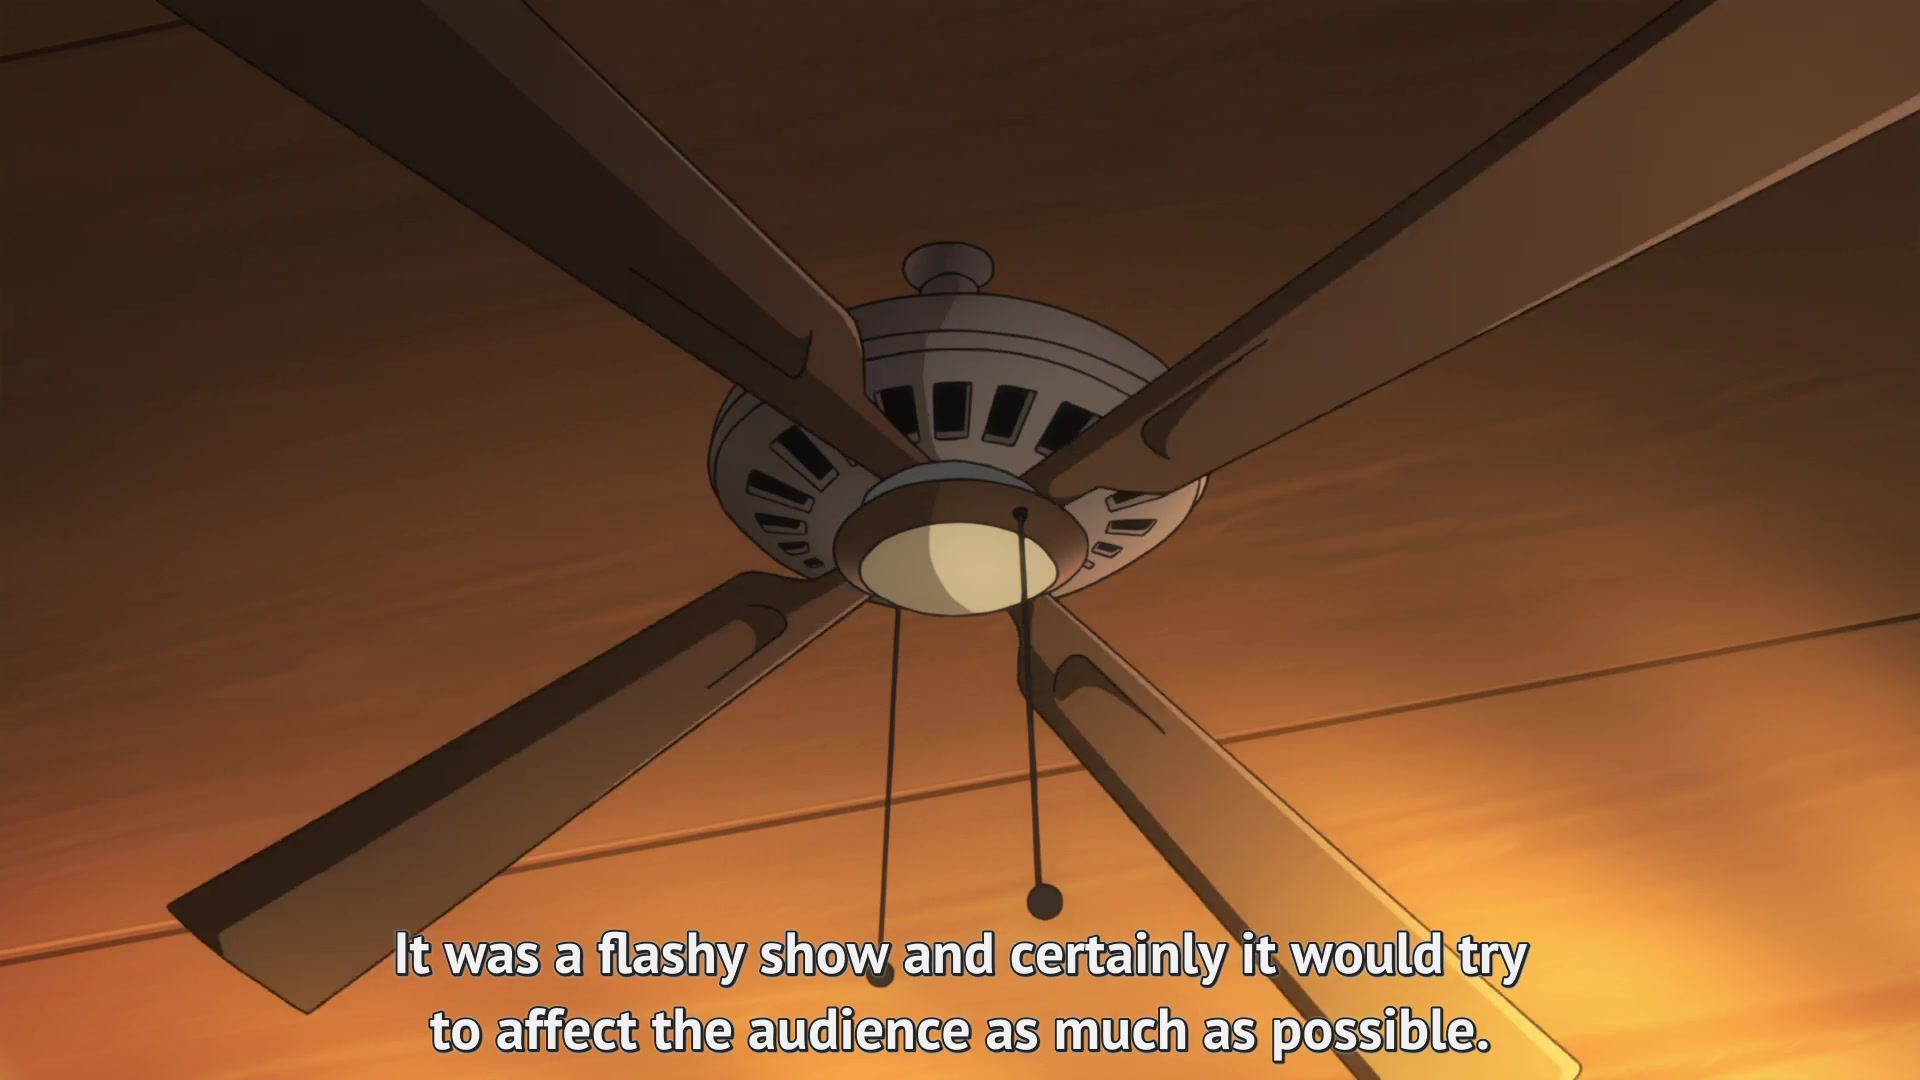 It was a flashy show and certainly it would try
to affect the audience as much as possible.